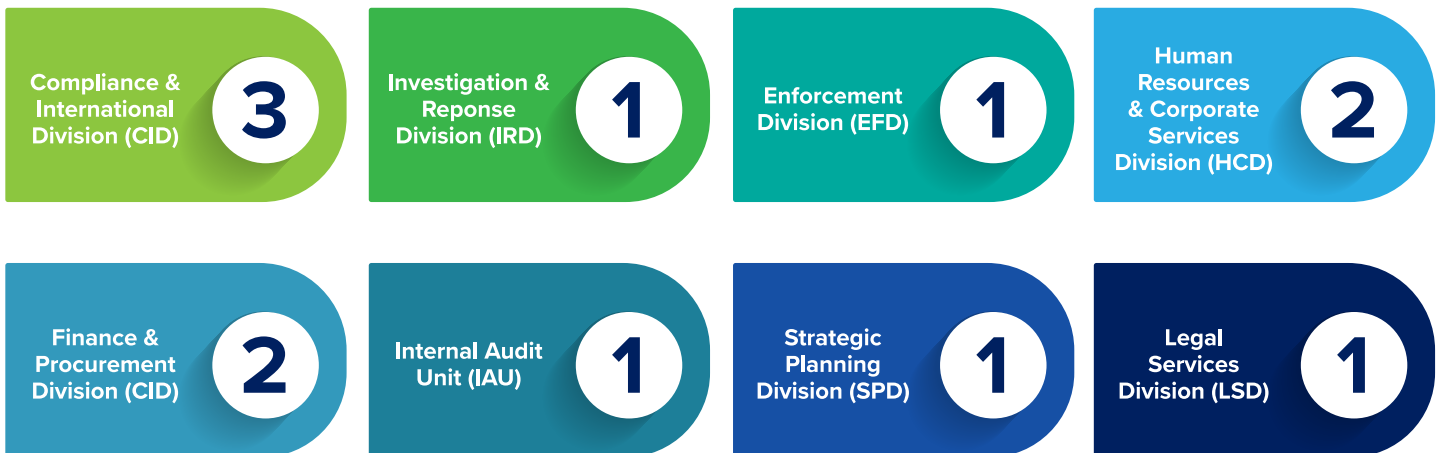 Compliance &
International
Division (CID)
3
Investigation &
Reponse
Division (IRD)
1
Enforcement
Division (EFD)
1
Human
Resources
& Corporate
Services
Division (HCD)
2
Finance &
Procurement
Division (CID)
2
Internal Audit
Unit (IAU)
1
Strategic
Planning
Division (SPD)
1
Legal
Services
Division (LSD)
1